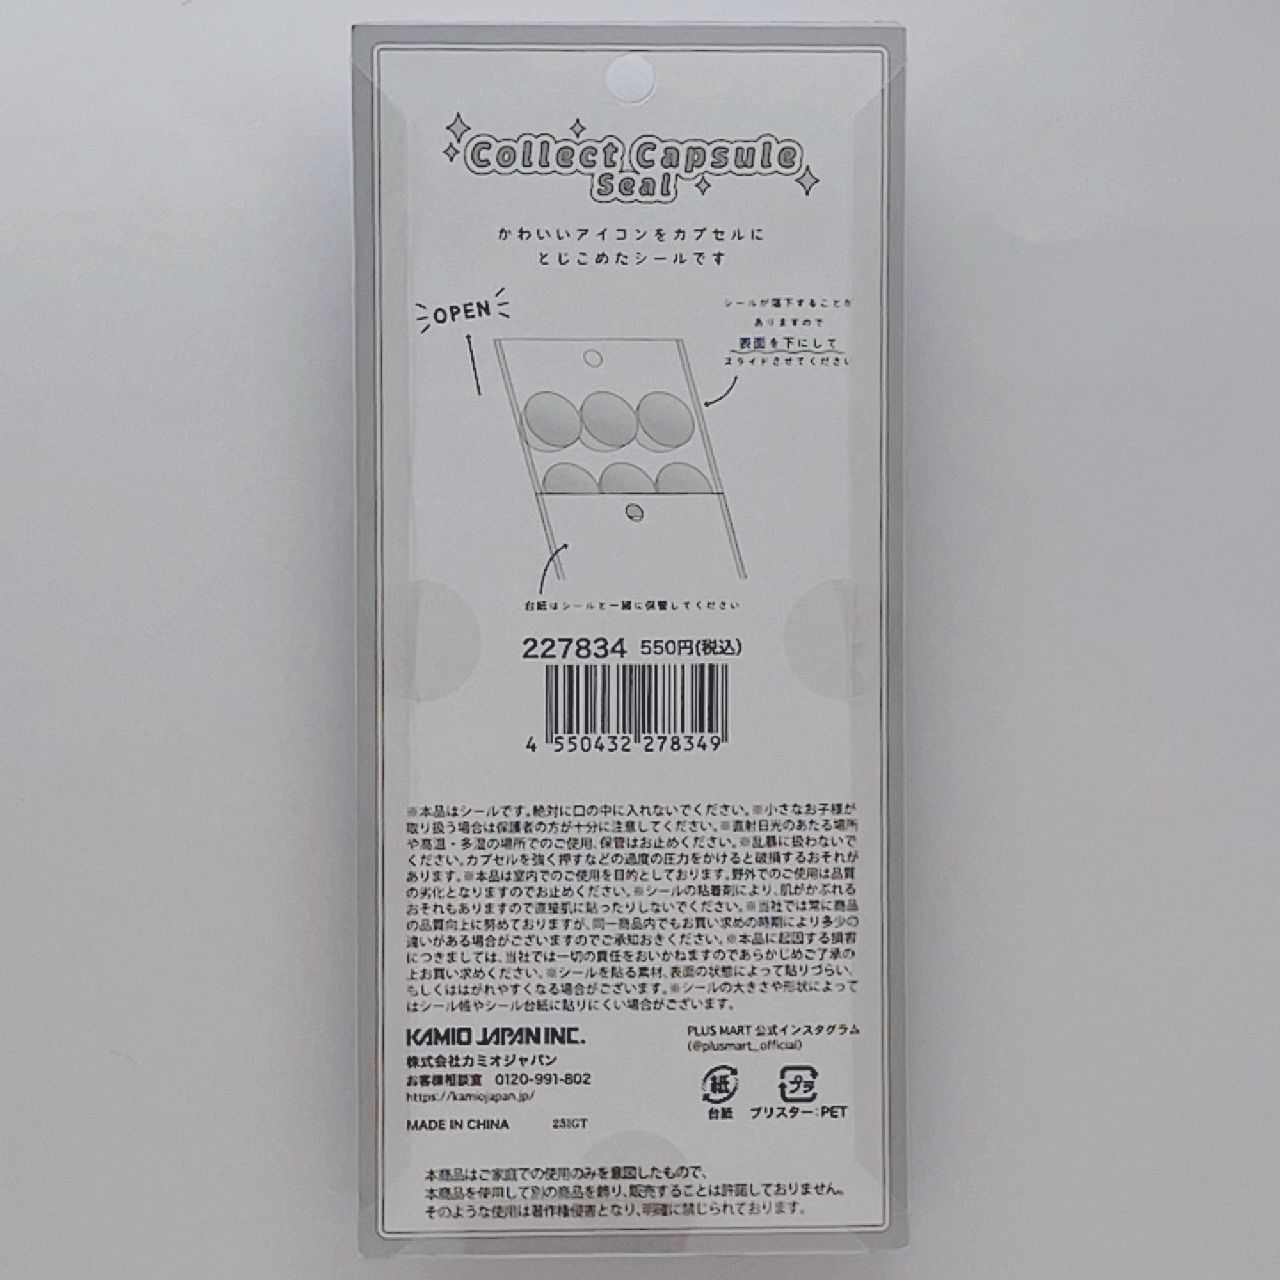 Collect Capsule
Seal
かわいいアイコンをカプセルに
とじこめたシールです
OPEN
シールが落下することが
ありますので
表面を下にして
スライドさせてください
台紙はシールと一緒に保管してください
227834 550円(税込)
4 550432 278349
※本品はシールです。絶対に口の中に入れないでください。※小さなお子様が
取り扱う場合は保護者の方が十分に注意してください。※直射日光のあたる場所
や高温・多湿の場所でのご使用、保管はお止めください。※乱暴に扱わないで
ください。カプセルを強く押すなどの過度の圧力をかけると破損するおそれが
あります。※本品は室内でのご使用を目的としております。野外でのご使用は品質
の劣化となりますのでお止めください。※シールの粘着剤により、肌がかぶれる
おそれもありますので直接肌に貼ったりしないでください。※当社では常に商品
の品質向上に努めておりますが、同一商品内でもお買い求めの時期により多少の
違いがある場合がございますのでご承知おきください。※本品に起因する損害
につきましては、当社では一切の責任をおいかねますのであらかじめご了承の
上お買い求めください。※シールを貼る素材、表面の状態によって貼りづらい、
もしくははがれやすくなる場合がございます。※シールの大きさや形状によって
はシール帳やシール台紙に貼りにくい場合がございます。
KAMIO JAPAN INC.
株式会社カミオジャパン
お客様相談室 0120-991-802
https://kamiojapan.jp/
MADE IN CHINA 251GT
PLUS MART 公式インスタグラム
(@plusmart_official)
紙 プラ
台紙 ブリスター:PET
本商品はご家庭での使用のみを意図したもので、
本商品を使用して別の商品を飾り、販売することは許諾しておりません。
そのような使用は著作権侵害となり、明確に禁じられております。